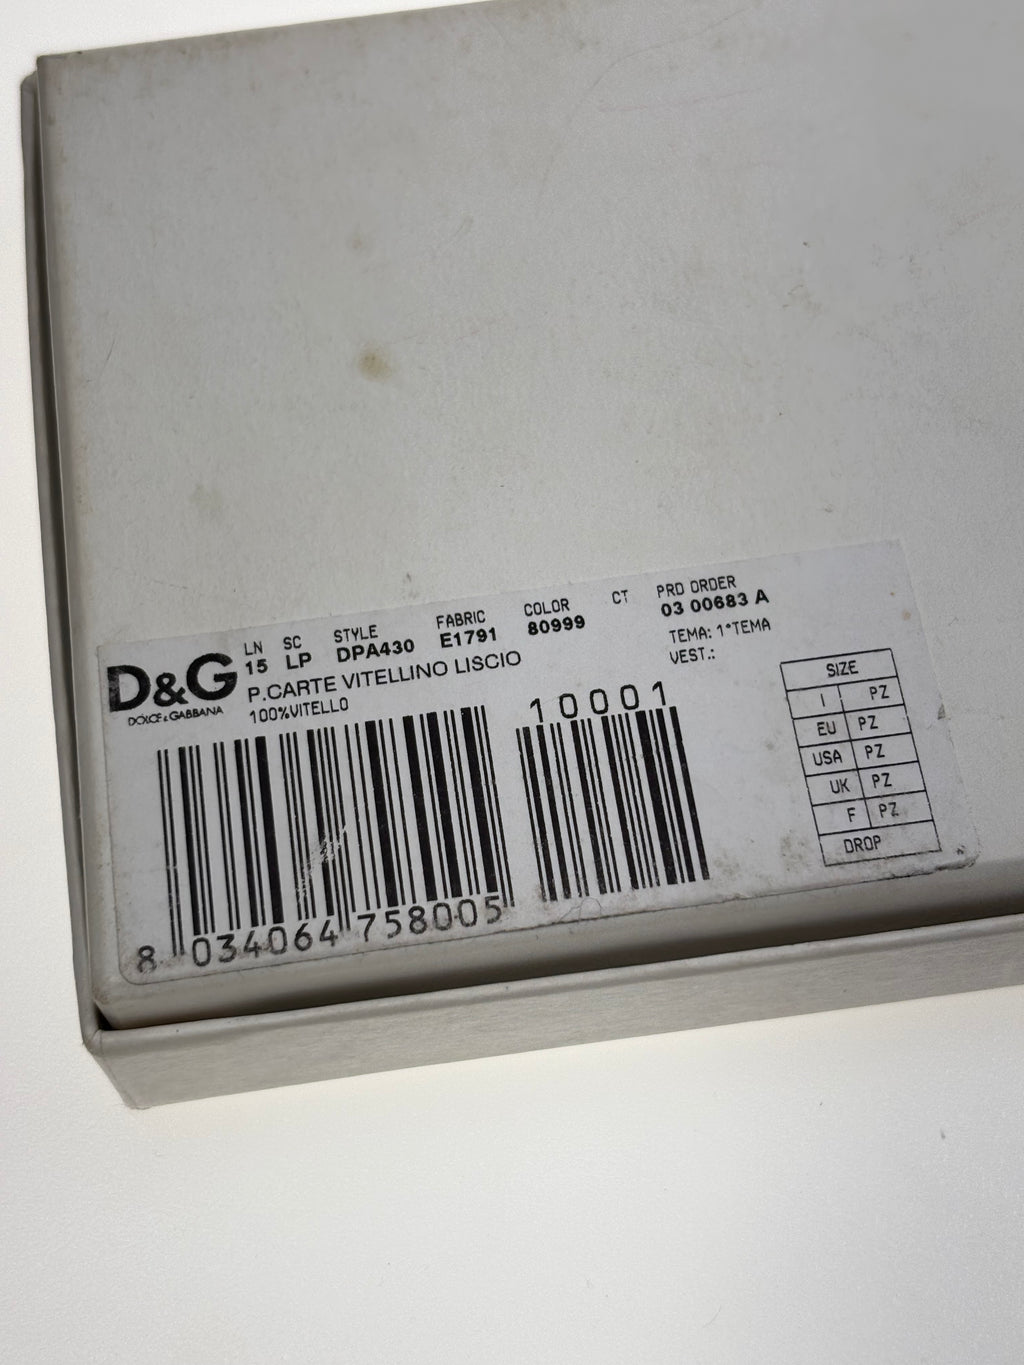 D&G
DOLCE & GABBANA
LN SC STYLE FABRIC COLOR CT PRD ORDER
15 LP DPA430 E1791 80999 03 00683 A
P.CARTE VITELLINO LISCIO
100%VITELLO
TEMA: 1°TEMA
VEST.:
10001
8 034064 758005
SIZE
I PZ
EU PZ
USA PZ
UK PZ
F PZ
DROP